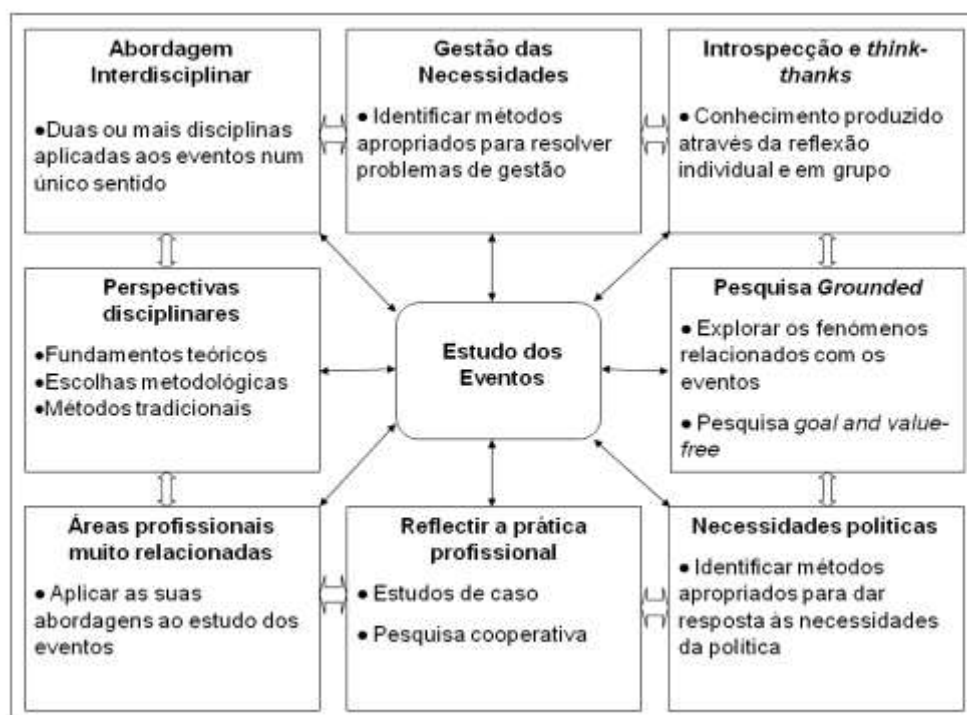 Abordagem
Interdisciplinar
●Duas ou mais disciplinas
aplicadas aos eventos num
único sentido
Gestão das
Necessidades
● Identificar métodos
apropriados para resolver
problemas de gestão
Introspecção e think-
thanks
● Conhecimento produzido
através da reflexão
individual e em grupo
Perspectivas
disciplinares
●Fundamentos teóricos
●Escolhas metodológicas
●Métodos tradicionais
Estudo dos
Eventos
Pesquisa Grounded
● Explorar os fenómenos
relacionados com os
eventos
● Pesquisa goal and value-
free
Áreas profissionais
muito relacionadas
● Aplicar as suas
abordagens ao estudo dos
eventos
Reflectir a prática
profissional
● Estudos de caso
● Pesquisa cooperativa
Necessidades políticas
● Identificar métodos
apropriados para dar
resposta às necessidades
da política